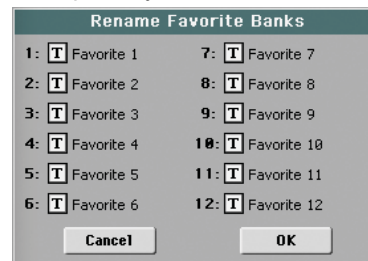 Rename Favorite Banks
1: T Favorite 1
2: T Favorite 2
3: T Favorite 3
4: T Favorite 4
5: T Favorite 5
6: T Favorite 6
7: T Favorite 7
8: T Favorite 8
9: T Favorite 9
10: T Favorite 10
11: T Favorite 11
12: T Favorite 12
Cancel
OK